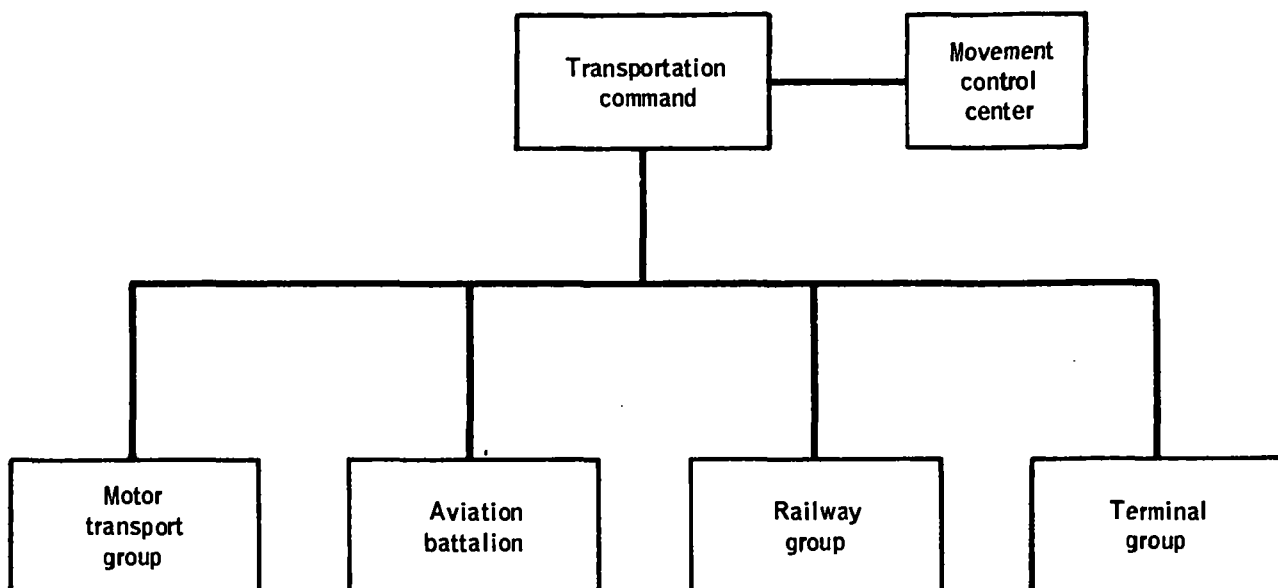 Transportation
command
Movement
control
center
Motor
transport
group
Aviation
battalion
Railway
group
Terminal
group